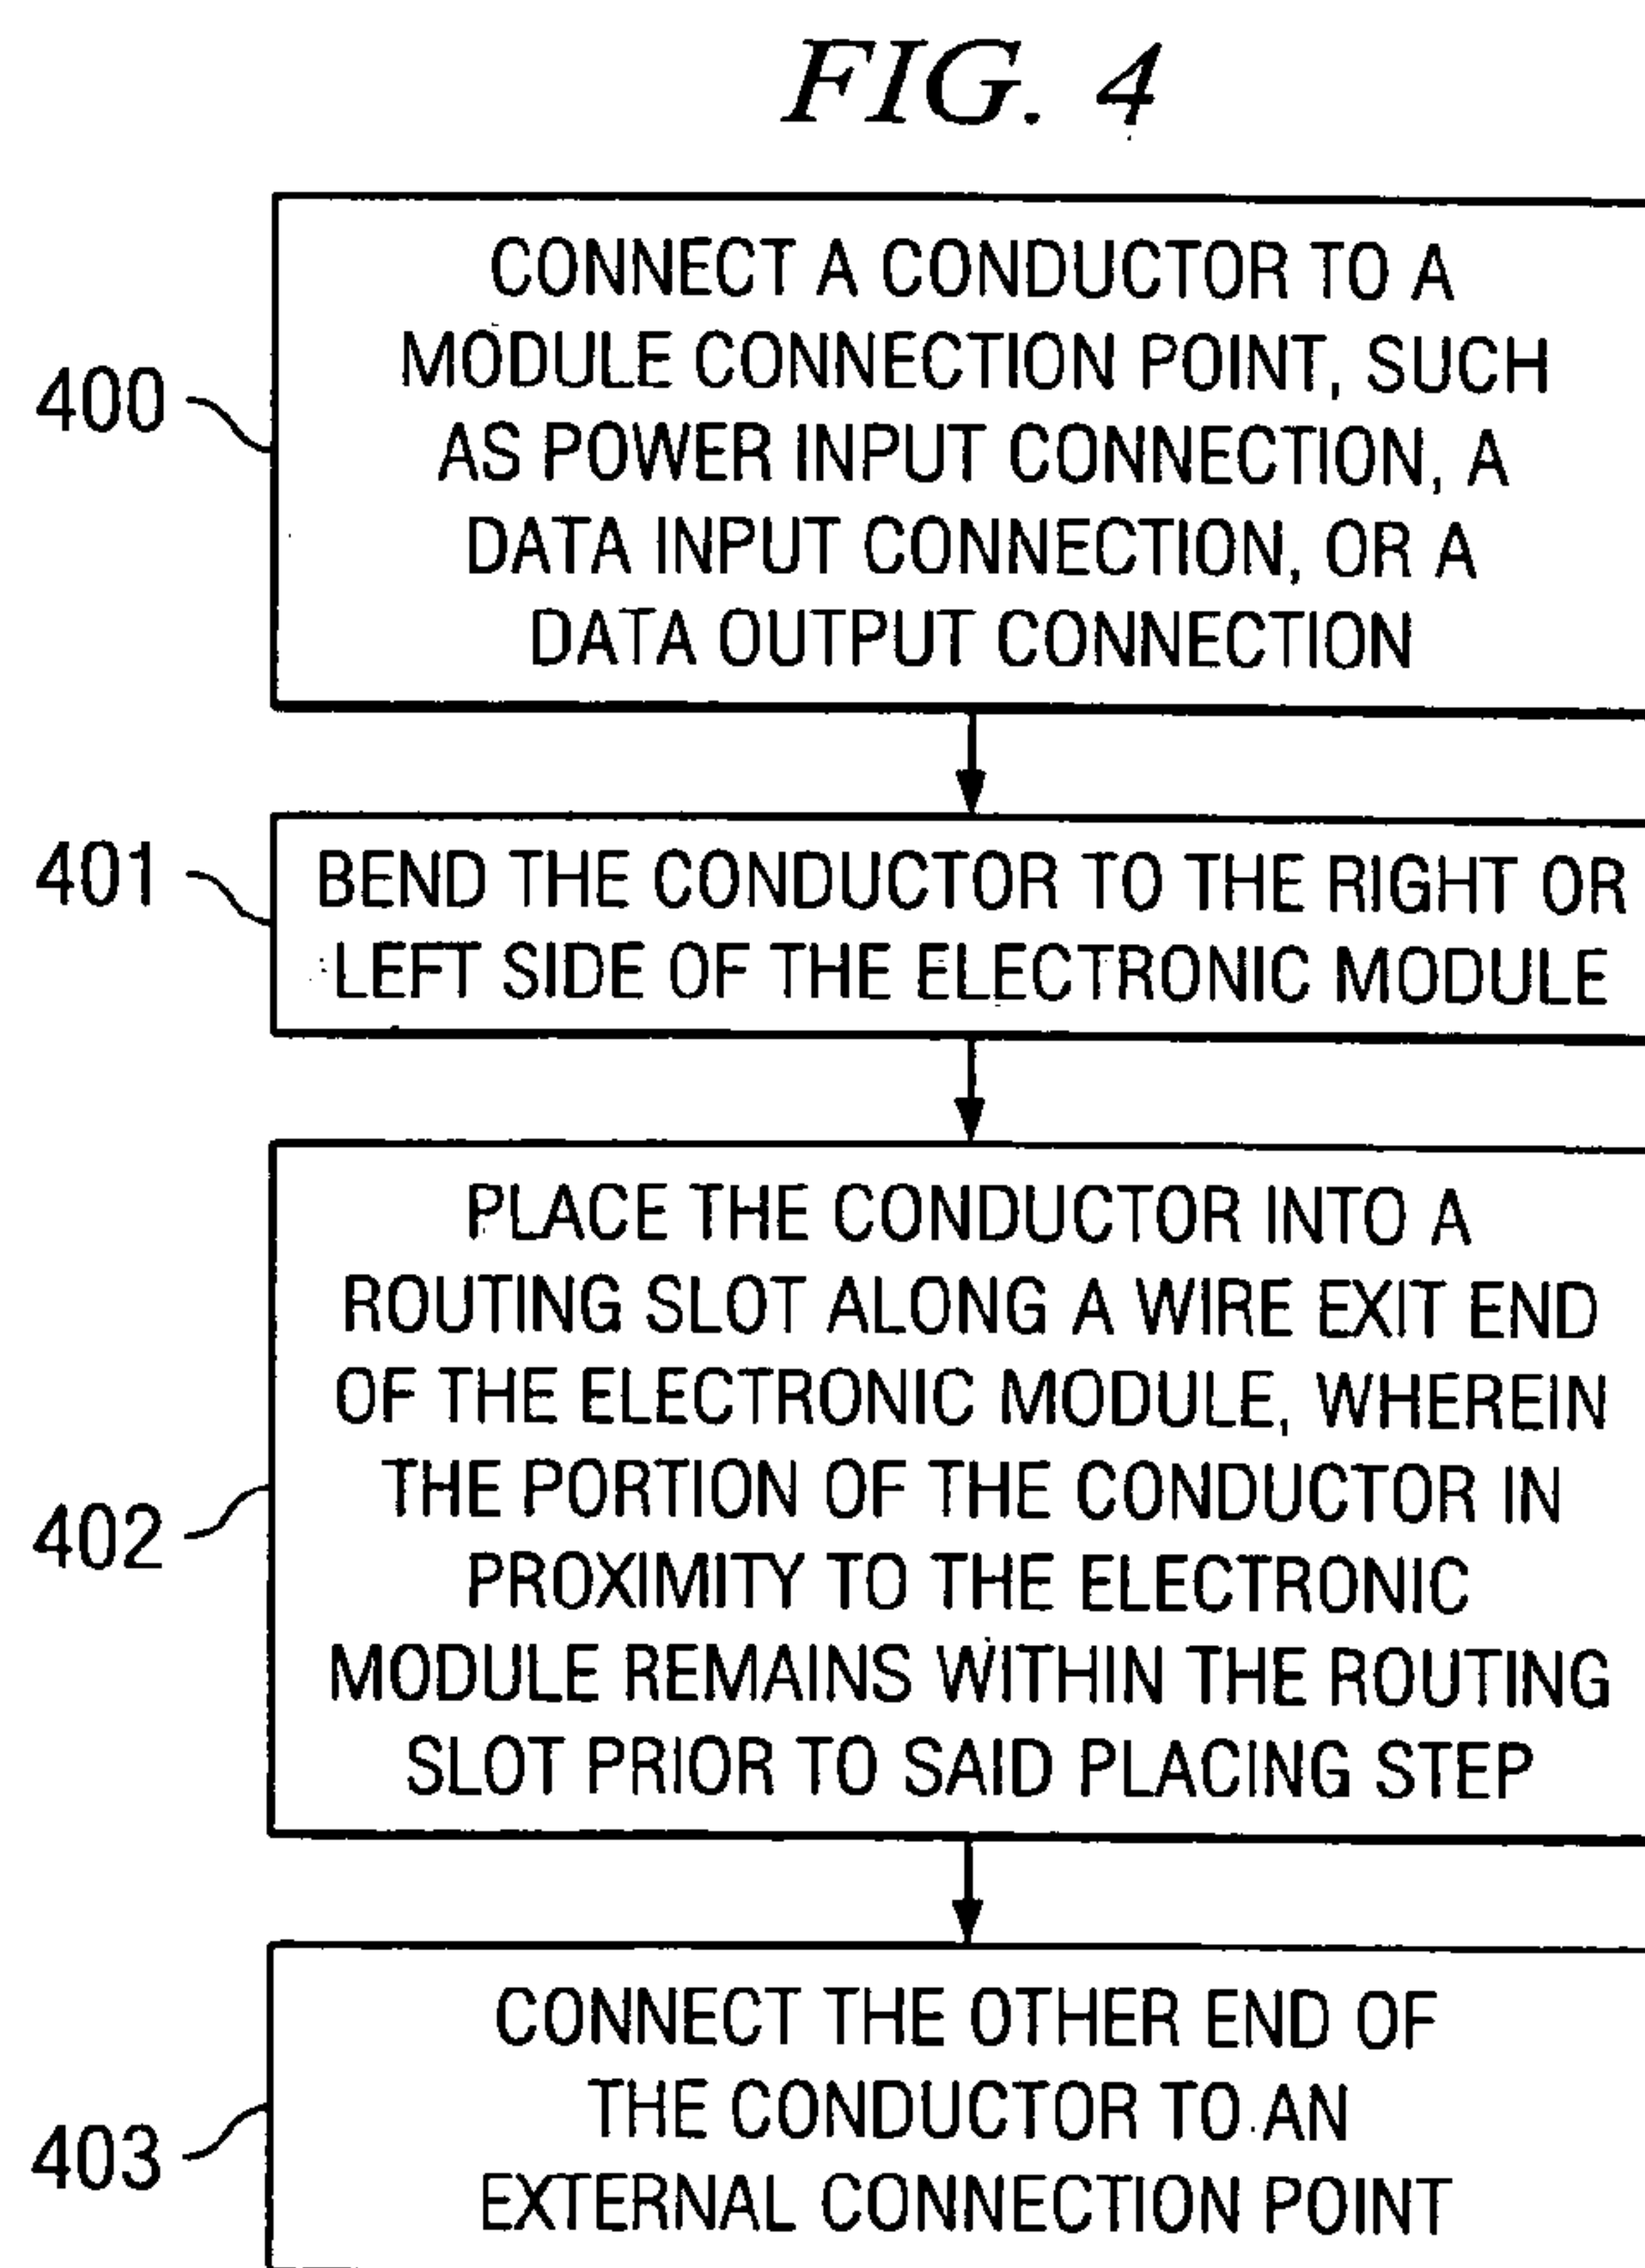 FIG. 4
400
CONNECT A CONDUCTOR TO A
MODULE CONNECTION POINT, SUCH
AS POWER INPUT CONNECTION, A
DATA INPUT CONNECTION, OR A
DATA OUTPUT CONNECTION
401
BEND THE CONDUCTOR TO THE RIGHT OR
LEFT SIDE OF THE ELECTRONIC MODULE
402
PLACE THE CONDUCTOR INTO A
ROUTING SLOT ALONG A WIRE EXIT END
OF THE ELECTRONIC MODULE, WHEREIN
THE PORTION OF THE CONDUCTOR IN
PROXIMITY TO THE ELECTRONIC
MODULE REMAINS WITHIN THE ROUTING
SLOT PRIOR TO SAID PLACING STEP
403
CONNECT THE OTHER END OF
THE CONDUCTOR TO AN
EXTERNAL CONNECTION POINT